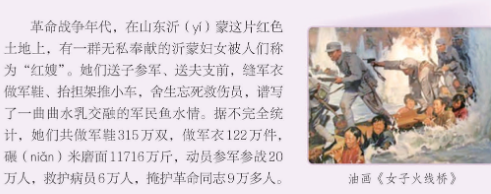 革命战争年代，在山东沂（yí）蒙这片红色
土地上，有一群无私奉献的沂蒙妇女被人们称
为“红嫂”。她们送子参军、送夫支前，缝军衣
做军鞋、抬担架推小车，舍生忘死救伤员，谱写
了一曲曲水乳交融的军民鱼水情。据不完全统
计，她们共做军鞋315万双，做军衣122万件，
碾（niǎn）米磨面11716万斤，动员参军参战20
万人，救护病员6万人，掩护革命同志9万多人。
油画《女子火线桥》